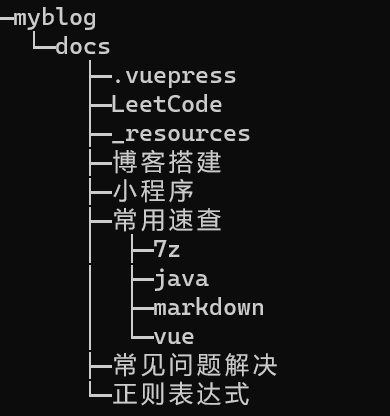 myblog
docs
.vuepress
LeetCode
_resources
博客搭建
小程序
常用速查
7z
java
markdown
vue
常见问题解决
正则表达式